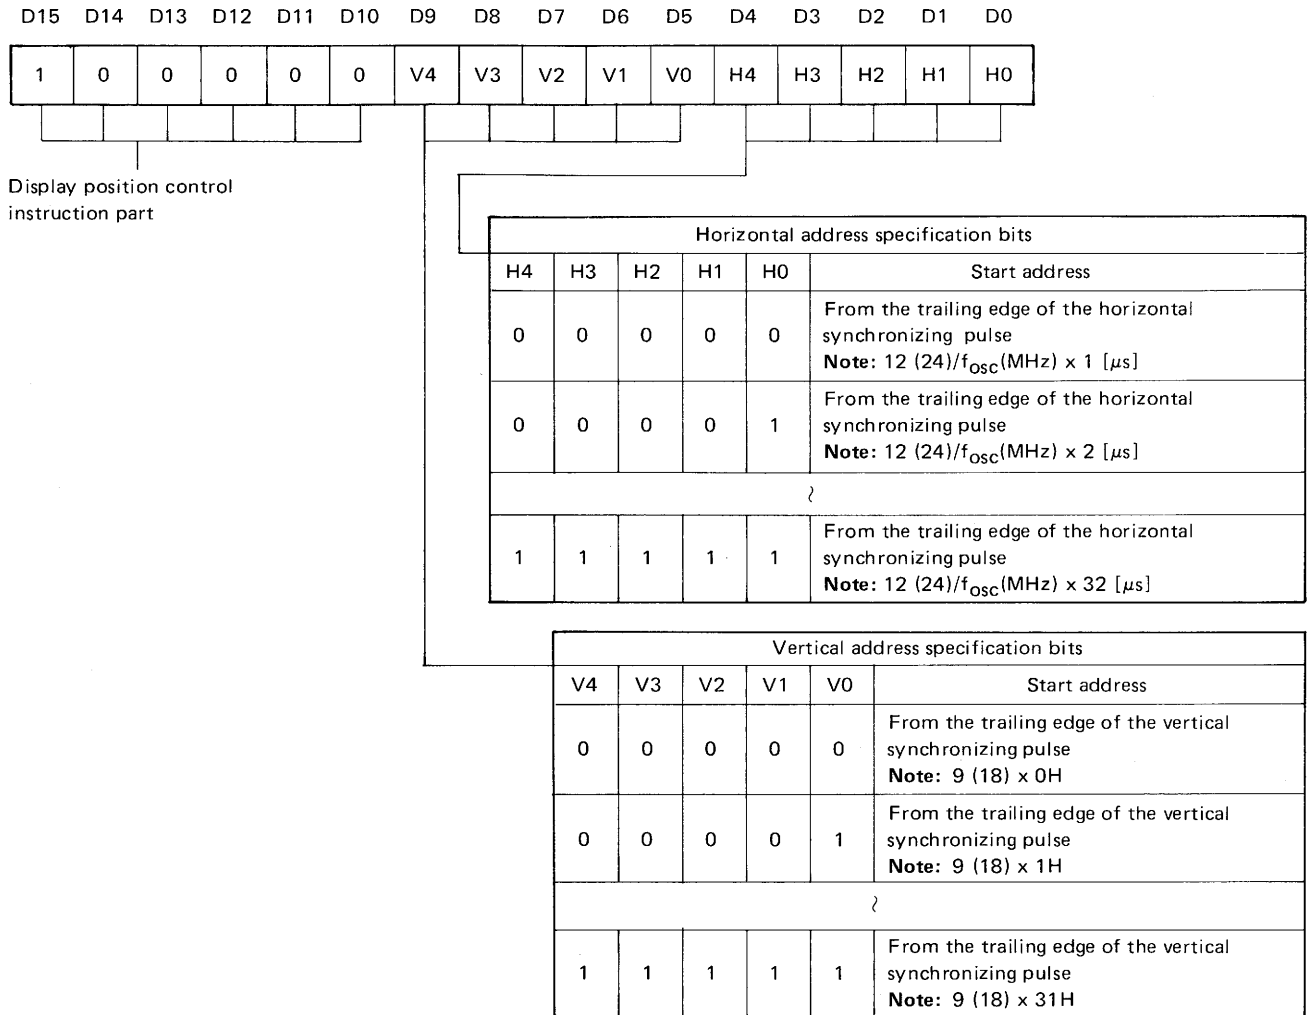 D15 D14 D13 D12 D11 D10 D9 D8 D7 D6 D5 D4 D3 D2 D1 D0
1 0 0 0 0 0 V4 V3 V2 V1 V0 H4 H3 H2 H1 H0
Display position control
instruction part
Horizontal address specification bits
H4 H3 H2 H1 H0 Start address
From the trailing edge of the horizontal
0 0 0 0 0 synchronizing pulse
Note: 12 (24)/fosc(MHz) x 1 [μs]
From the trailing edge of the horizontal
0 0 0 0 1 synchronizing pulse
Note: 12 (24)/fosc(MHz) x 2 [μs]
≀
From the trailing edge of the horizontal
1 1 1 1 1 synchronizing pulse
Note: 12 (24)/fosc(MHz) x 32 [μs]
Vertical address specification bits
V4 V3 V2 V1 V0 Start address
From the trailing edge of the vertical
0 0 0 0 0 synchronizing pulse
Note: 9 (18) x 0H
From the trailing edge of the vertical
0 0 0 0 1 synchronizing pulse
Note: 9 (18) x 1H
≀
From the trailing edge of the vertical
1 1 1 1 1 synchronizing pulse
Note: 9 (18) x 31H